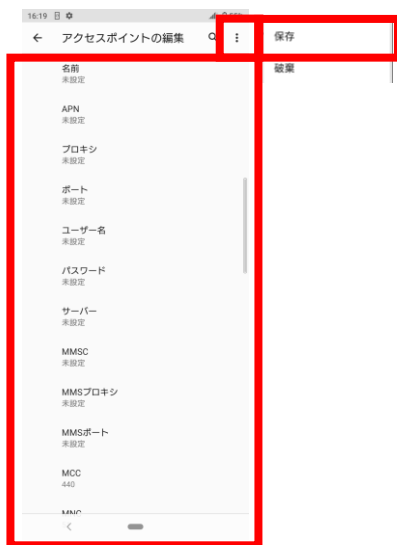 16:19
アクセスポイントの編集
保存
破棄
名前
未設定
APN
未設定
プロキシ
未設定
ポート
未設定
ユーザー名
未設定
パスワード
未設定
サーバー
未設定
MMSC
未設定
MMSプロキシ
未設定
MMSポート
未設定
MCC
440
MNC